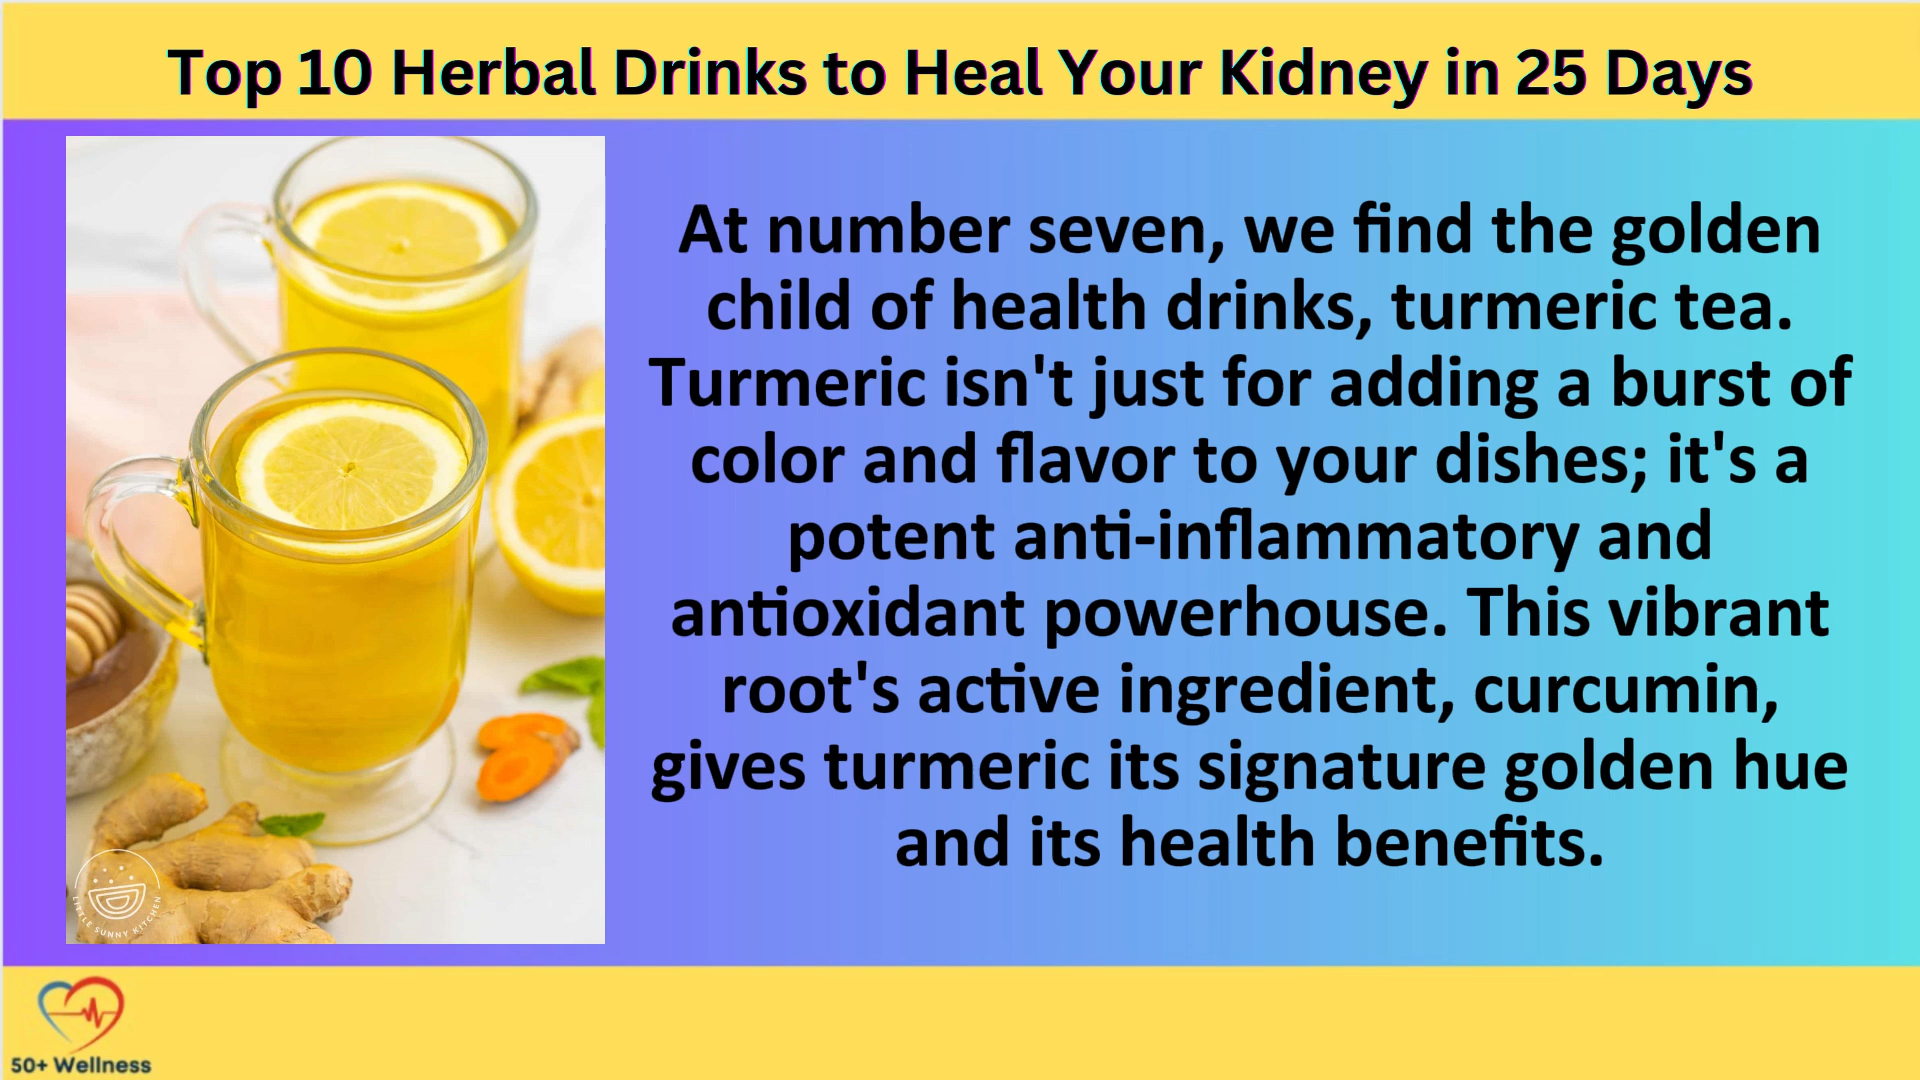 Top 10 Herbal Drinks to Heal Your Kidney in 25 Days
At number seven, we find the golden
child of health drinks, turmeric tea.
Turmeric isn't just for adding a burst of
color and flavor to your dishes; it's a
potent anti-inflammatory and
antioxidant powerhouse. This vibrant
root's active ingredient, curcumin,
gives turmeric its signature golden hue
and its health benefits.
LITTLE SUNNY KITCHEN
50+ Wellness